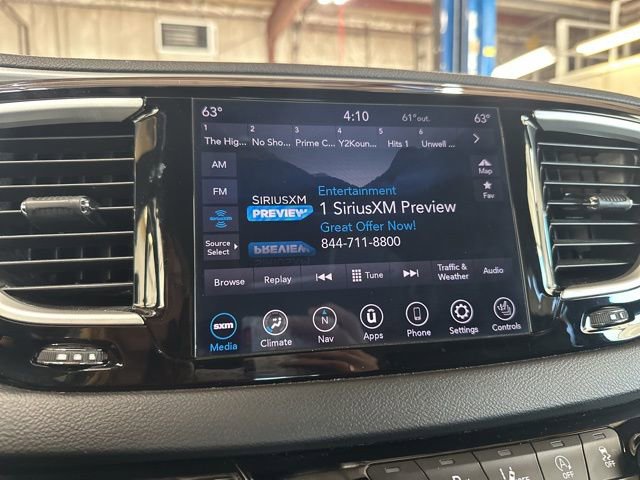 63° 4:10 61°out. 63°
1 2 3 4 5 6
The Hig... No Sho... Prime C... Y2Koun... Hits 1 Unwell ...
AM
Map
FM
Fav
SIRIUSXM
PREVIEW
Entertainment
1 SiriusXM Preview
Great Offer Now!
844-711-8800
Source
Select
Browse Replay Tune Traffic &
Weather Audio
sxm N
Media Climate Nav Apps Phone Settings Controls
P
OFF